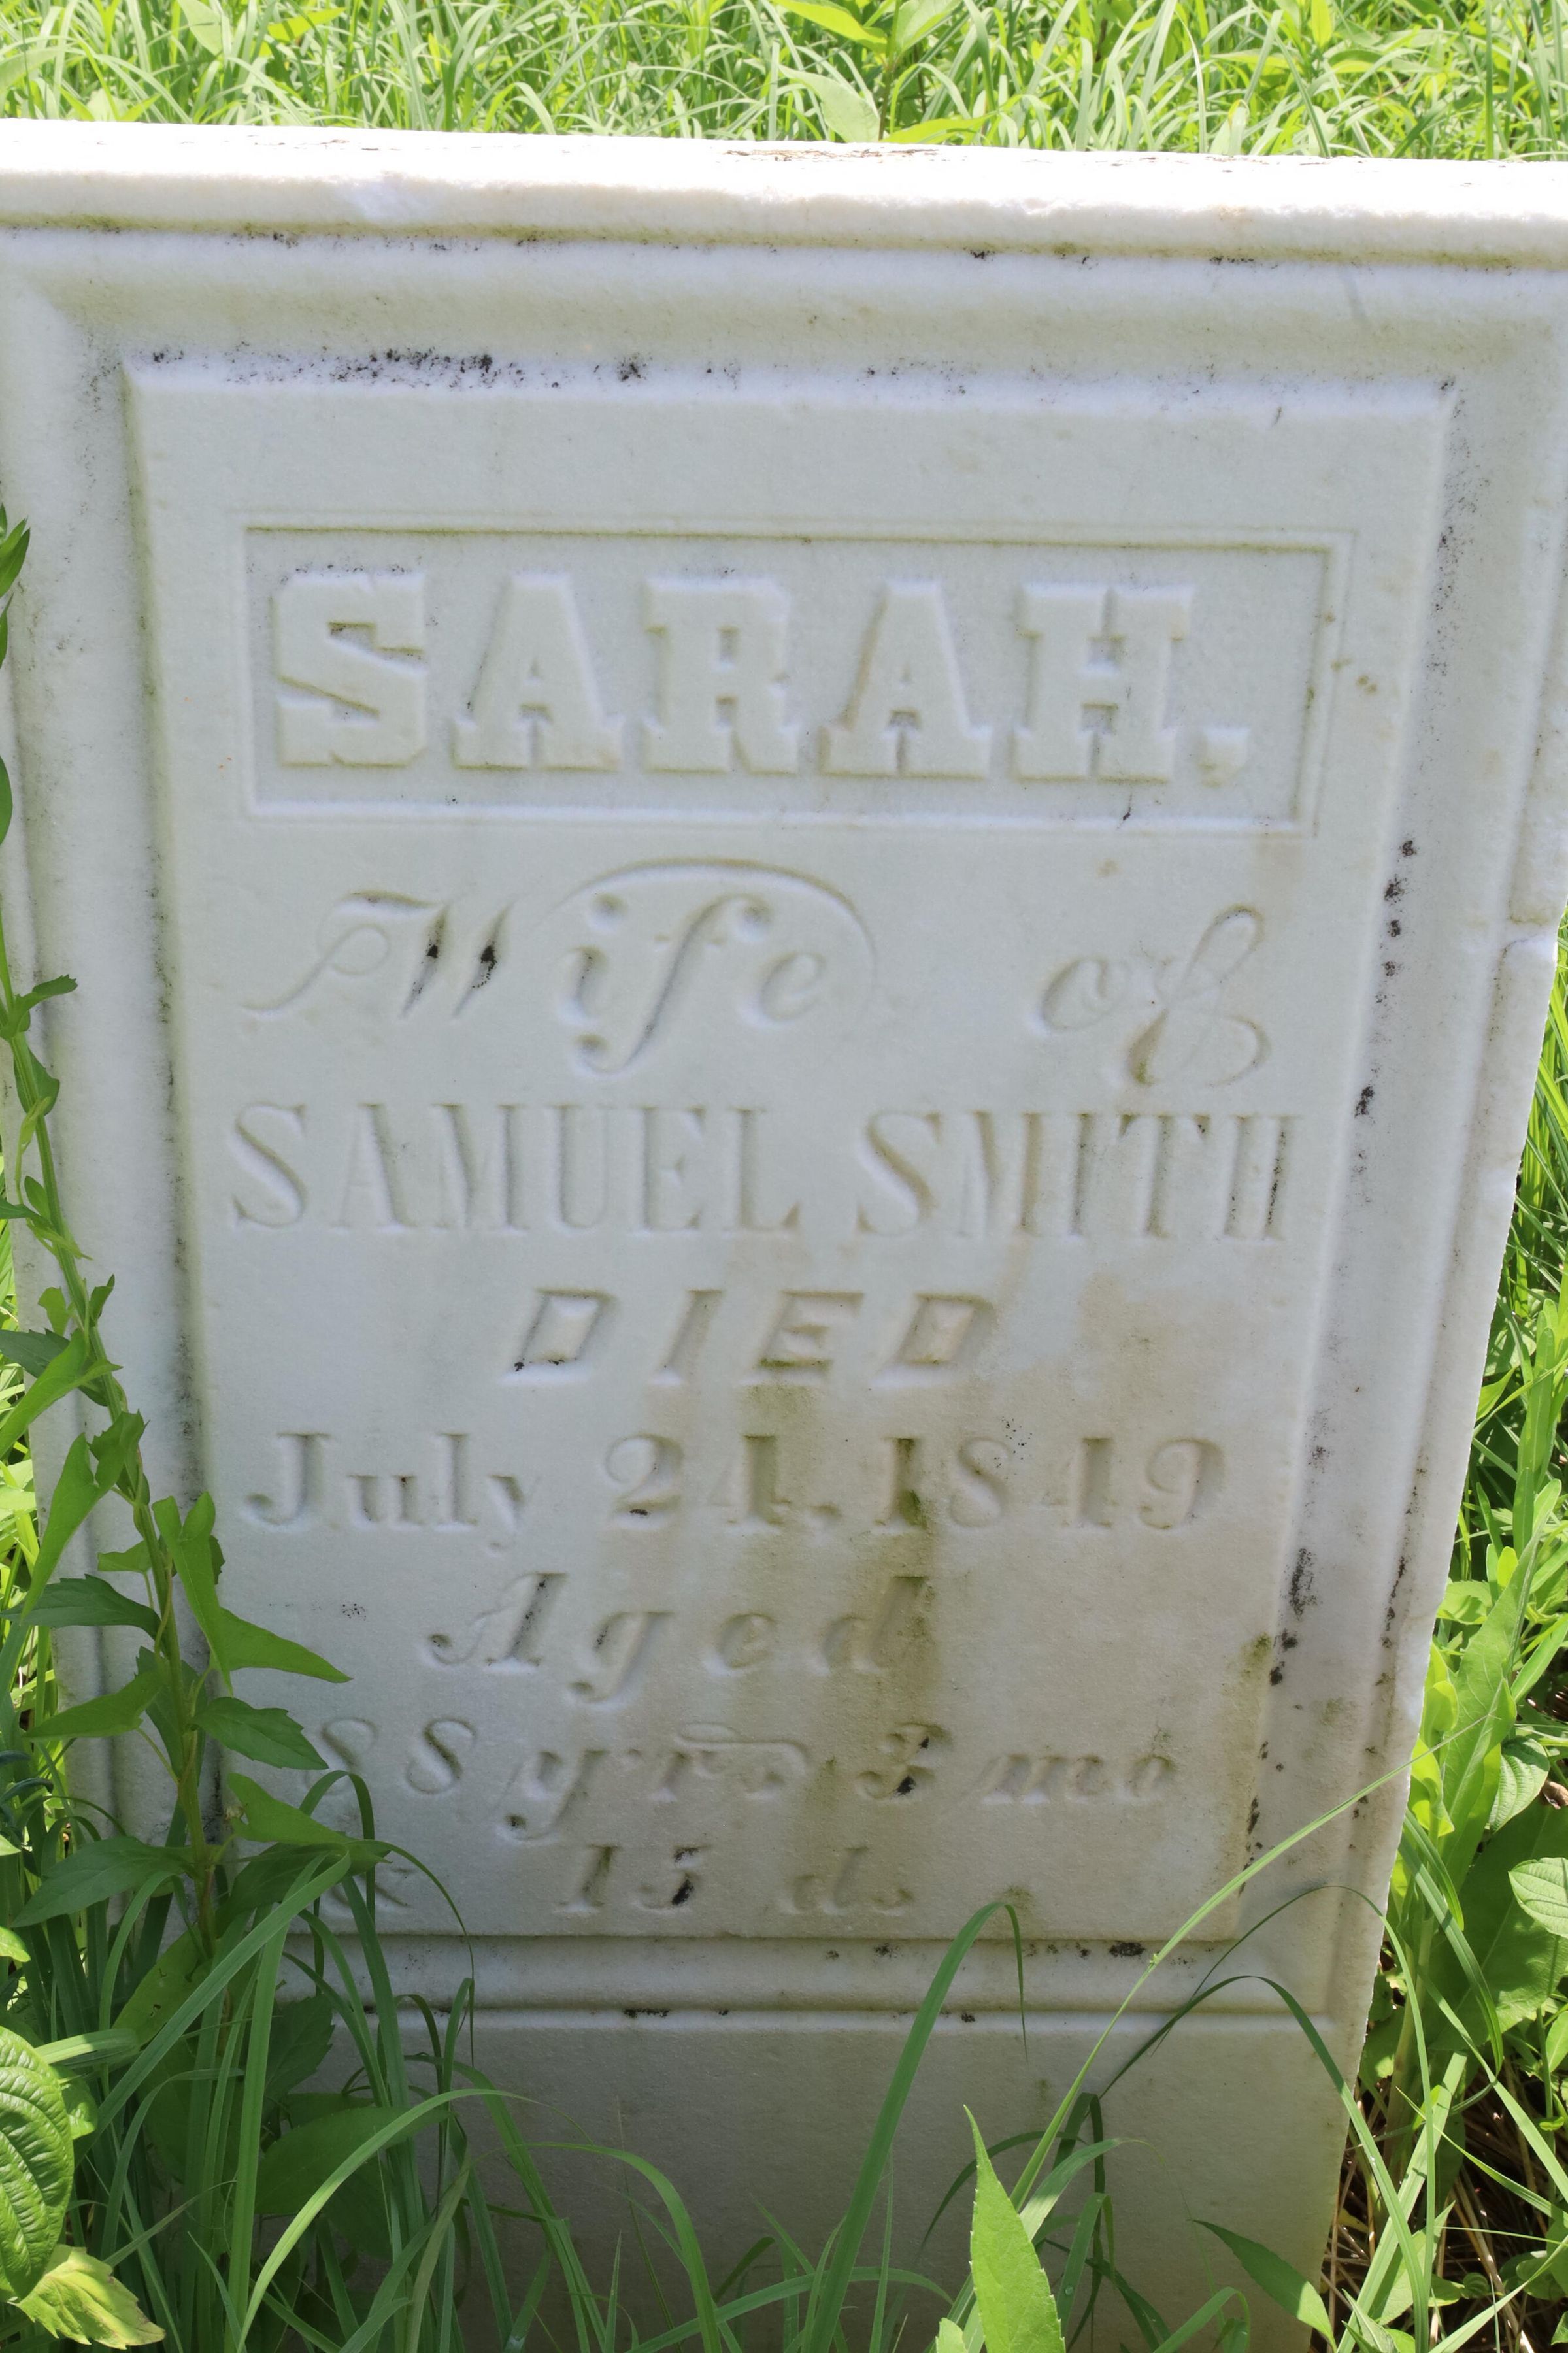 SARAH.
Wife of
SAMUEL SMITH
DIED
July 24, 1849
Aged
88 yrs 3 mo
& 15 ds